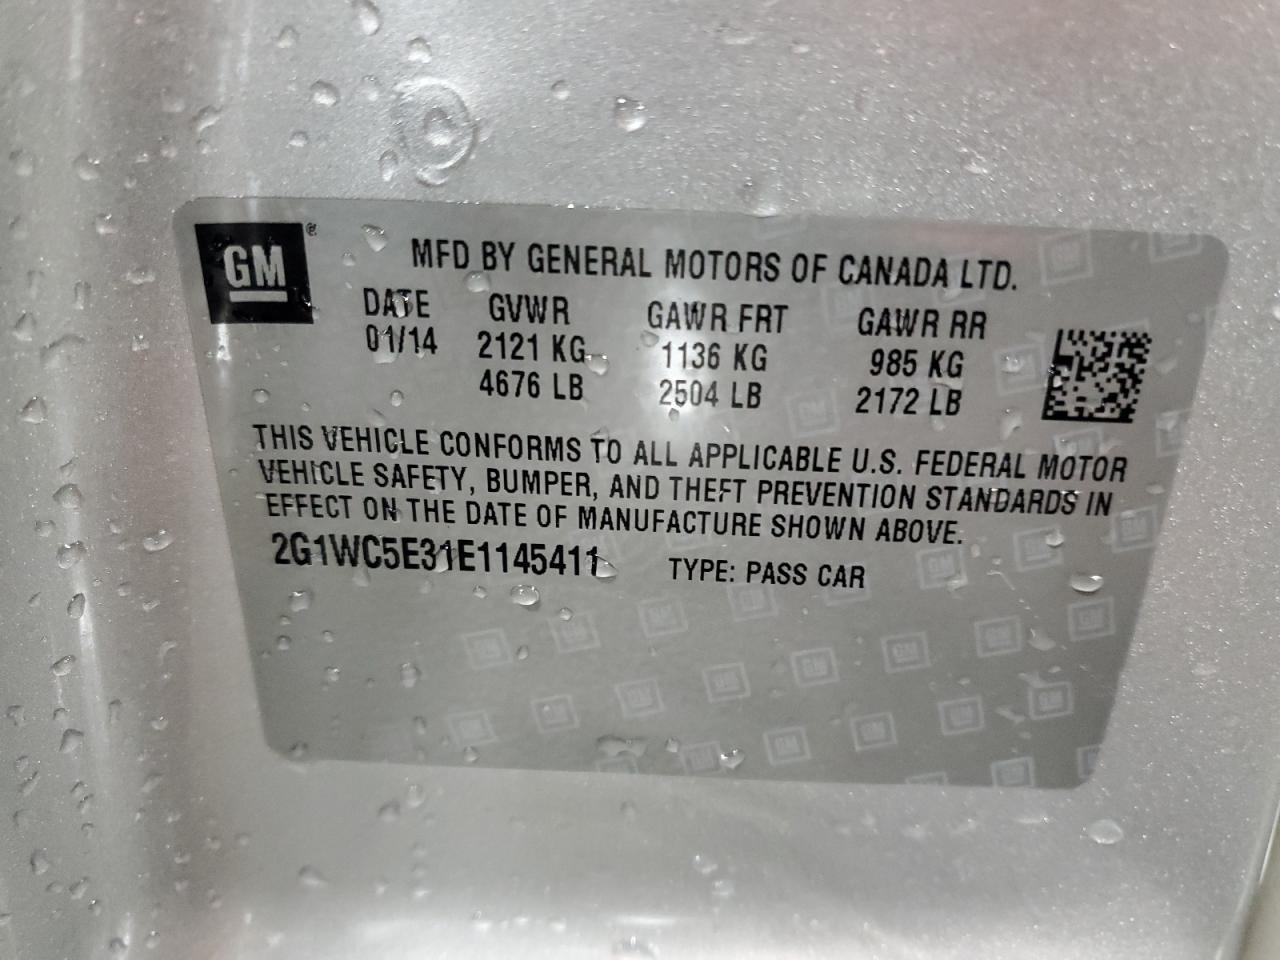 GM®
MFD BY GENERAL MOTORS OF CANADA LTD.
DATE GVWR GAWR FRT GAWR RR
01/14 2121 KG 1136 KG 985 KG
4676 LB 2504 LB 2172 LB
THIS VEHICLE CONFORMS TO ALL APPLICABLE U.S. FEDERAL MOTOR
VEHICLE SAFETY, BUMPER, AND THEFT PREVENTION STANDARDS IN
EFFECT ON THE DATE OF MANUFACTURE SHOWN ABOVE.
2G1WC5E31E1145411 TYPE: PASS CAR